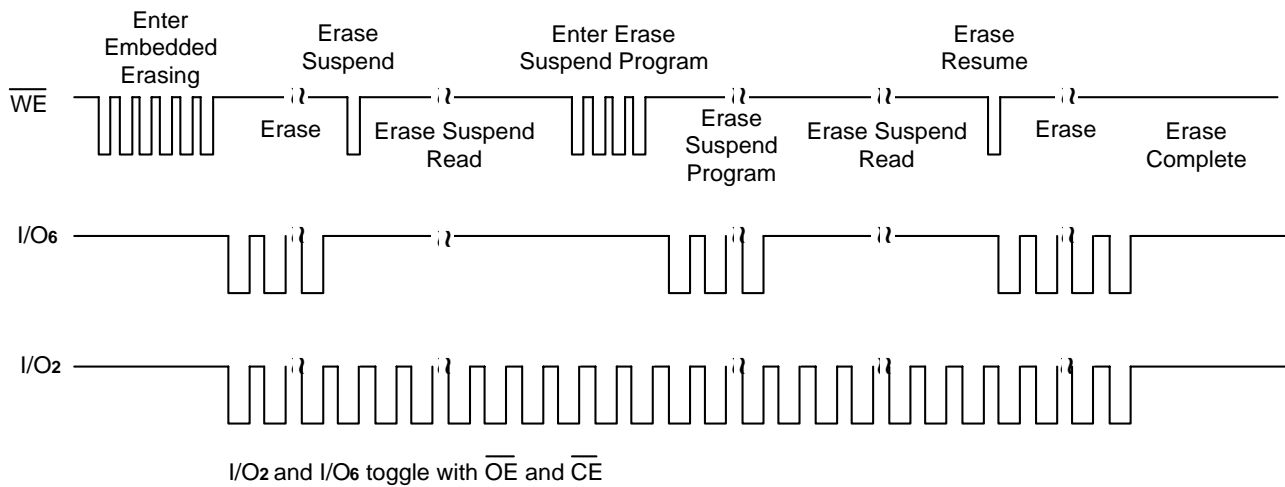 Enter
Embedded
Erasing
Erase
Suspend
Enter Erase
Suspend Program
Erase
Resume
WE
Erase
Erase Suspend
Read
Erase
Suspend
Program
Erase Suspend
Read
Erase
Erase
Complete
I/O6
I/O2
I/O2 and I/O6 toggle with OE and CE